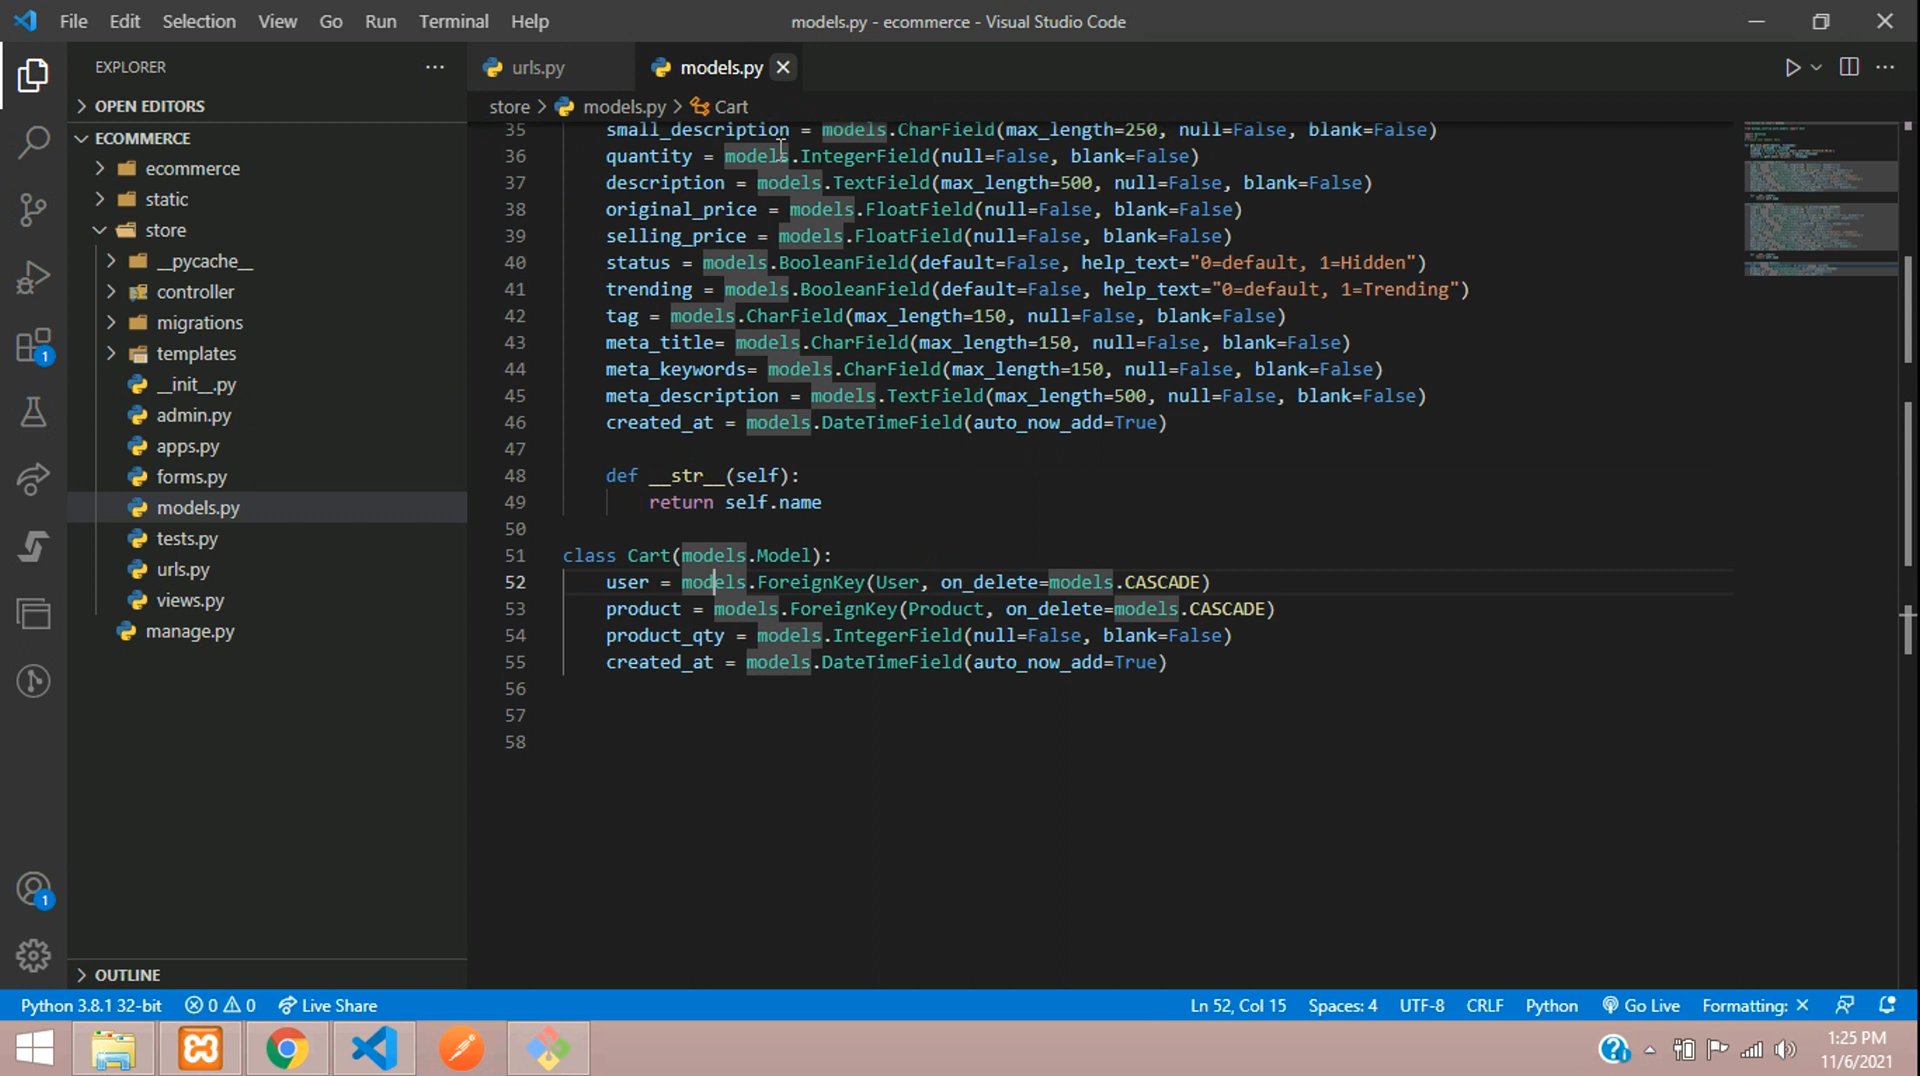 File Edit Selection View Go Run Terminal Help
models.py - ecommerce - Visual Studio Code
EXPLORER
urls.py
models.py
OPEN EDITORS
store > models.py > Cart
ECOMMERCE
ecommerce
static
store
__pycache__
controller
migrations
templates
__init__.py
admin.py
apps.py
forms.py
models.py
tests.py
urls.py
views.py
manage.py
OUTLINE
1
1
35 small_description = models.CharField(max_length=250, null=False, blank=False)
36 quantity = models.IntegerField(null=False, blank=False)
37 description = models.TextField(max_length=500, null=False, blank=False)
38 original_price = models.FloatField(null=False, blank=False)
39 selling_price = models.FloatField(null=False, blank=False)
40 status = models.BooleanField(default=False, help_text="0=default, 1=Hidden")
41 trending = models.BooleanField(default=False, help_text="0=default, 1=Trending")
42 tag = models.CharField(max_length=150, null=False, blank=False)
43 meta_title= models.CharField(max_length=150, null=False, blank=False)
44 meta_keywords= models.CharField(max_length=150, null=False, blank=False)
45 meta_description = models.TextField(max_length=500, null=False, blank=False)
46 created_at = models.DateTimeField(auto_now_add=True)
47
48 def __str__(self):
49 return self.name
50
51 class Cart(models.Model):
52 user = models.ForeignKey(User, on_delete=models.CASCADE)
53 product = models.ForeignKey(Product, on_delete=models.CASCADE)
54 product_qty = models.IntegerField(null=False, blank=False)
55 created_at = models.DateTimeField(auto_now_add=True)
56
57
58
Python 3.8.1 32-bit 0 0 Live Share Ln 52, Col 15 Spaces: 4 UTF-8 CRLF Python Go Live Formatting: ×
1:25 PM
11/6/2021